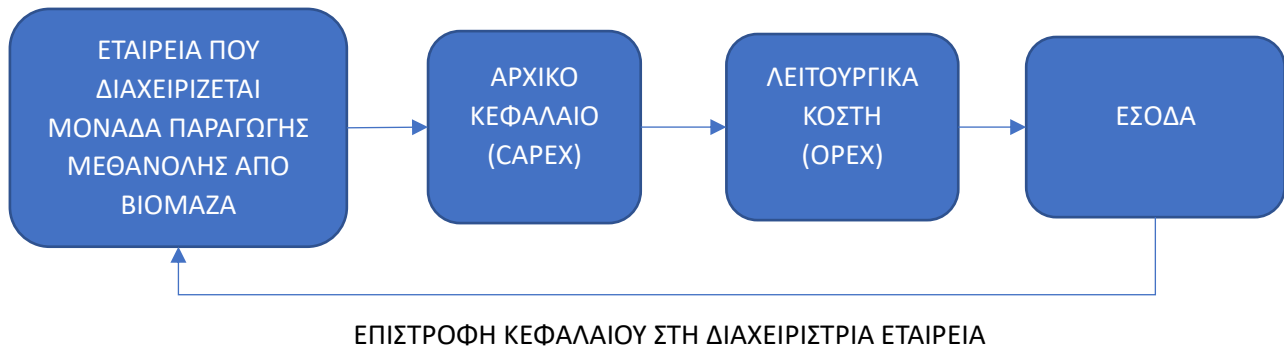 ΕΤΑΙΡΕΙΑ ΠΟΥ
ΔΙΑΧΕΙΡΙΖΕΤΑΙ
ΜΟΝΑΔΑ ΠΑΡΑΓΩΓΗΣ
ΜΕΘΑΝΟΛΗΣ ΑΠΟ
ΒΙΟΜΑΖΑ
ΑΡΧΙΚΟ
ΚΕΦΑΛΑΙΟ
(CAPEX)
ΛΕΙΤΟΥΡΓΙΚΑ
ΚΟΣΤΗ
(OPEX)
ΕΣΟΔΑ
ΕΠΙΣΤΡΟΦΗ ΚΕΦΑΛΑΙΟΥ ΣΤΗ ΔΙΑΧΕΙΡΙΣΤΡΙΑ ΕΤΑΙΡΕΙΑ